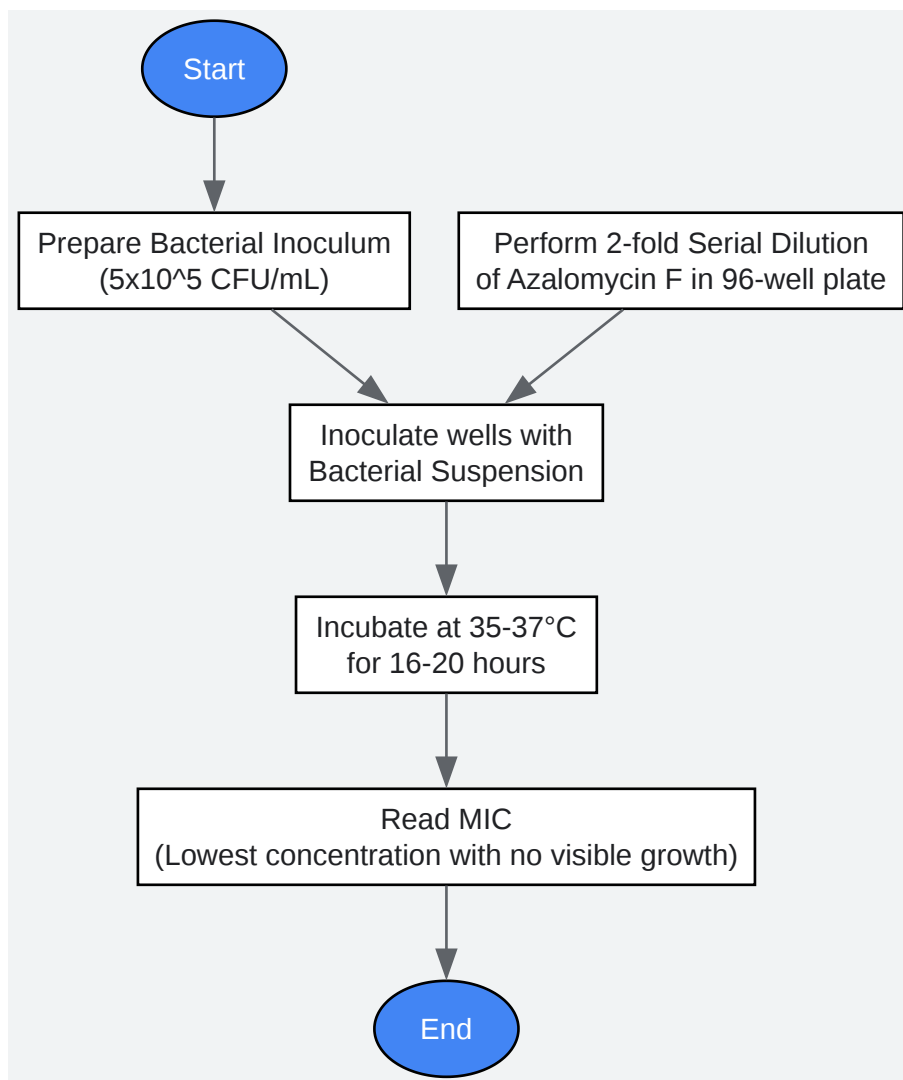 Start
Prepare Bacterial Inoculum
(5x10^5 CFU/mL)
Perform 2-fold Serial Dilution
of Azalomycin F in 96-well plate
Inoculate wells with
Bacterial Suspension
Incubate at 35-37°C
for 16-20 hours
Read MIC
(Lowest concentration with no visible growth)
End